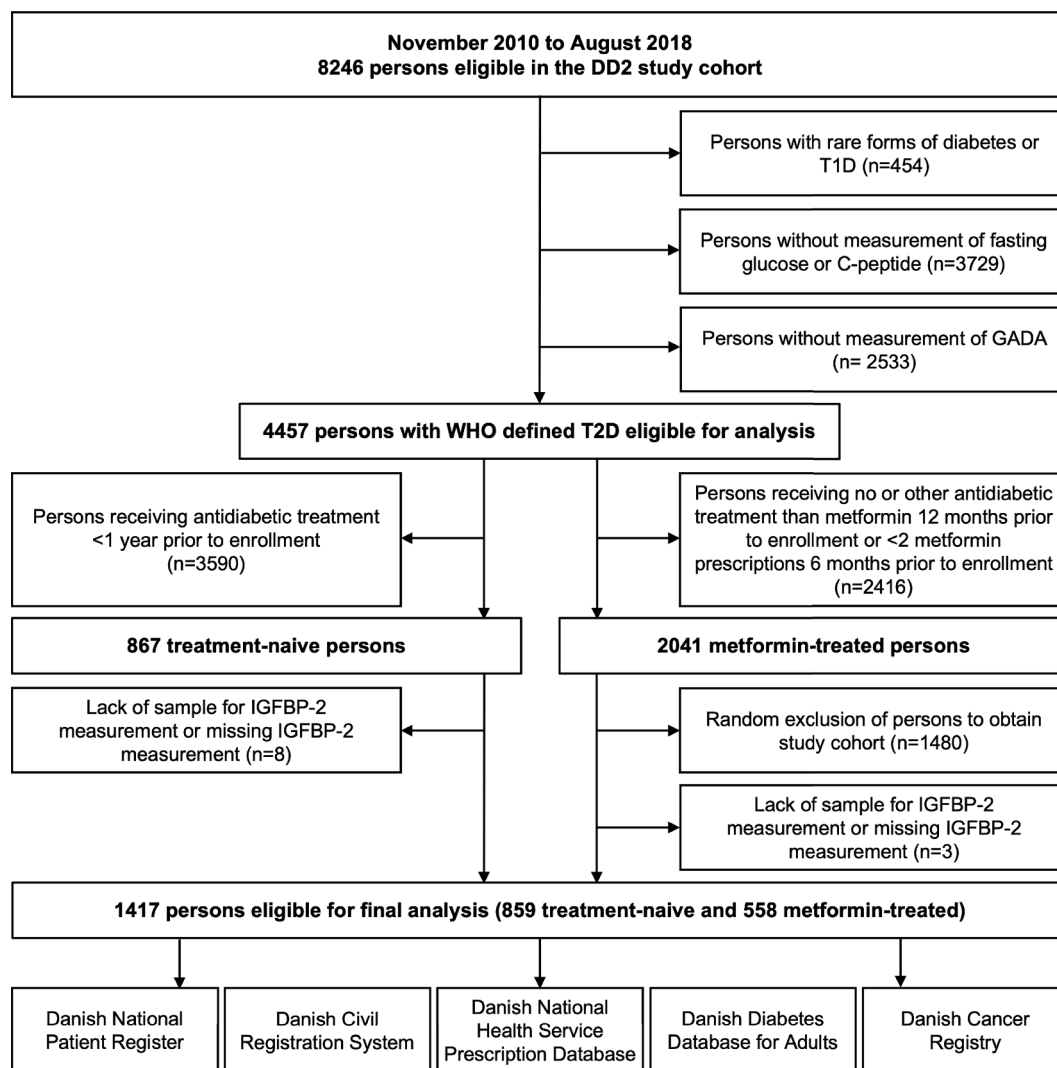 November 2010 to August 2018
8246 persons eligible in the DD2 study cohort
Persons with rare forms of diabetes or
T1D (n=454)
Persons without measurement of fasting
glucose or C-peptide (n=3729)
Persons without measurement of GADA
(n= 2533)
4457 persons with WHO defined T2D eligible for analysis
Persons receiving antidiabetic treatment
<1 year prior to enrollment
(n=3590)
Persons receiving no or other antidiabetic
treatment than metformin 12 months prior
to enrollment or <2 metformin
prescriptions 6 months prior to enrollment
(n=2416)
867 treatment-naive persons
2041 metformin-treated persons
Lack of sample for IGFBP-2
measurement or missing IGFBP-2
measurement (n=8)
Random exclusion of persons to obtain
study cohort (n=1480)
Lack of sample for IGFBP-2
measurement or missing IGFBP-2
measurement (n=3)
1417 persons eligible for final analysis (859 treatment-naive and 558 metformin-treated)
Danish National
Patient Register
Danish Civil
Registration System
Danish National
Health Service
Prescription Database
Danish Diabetes
Database for Adults
Danish Cancer
Registry